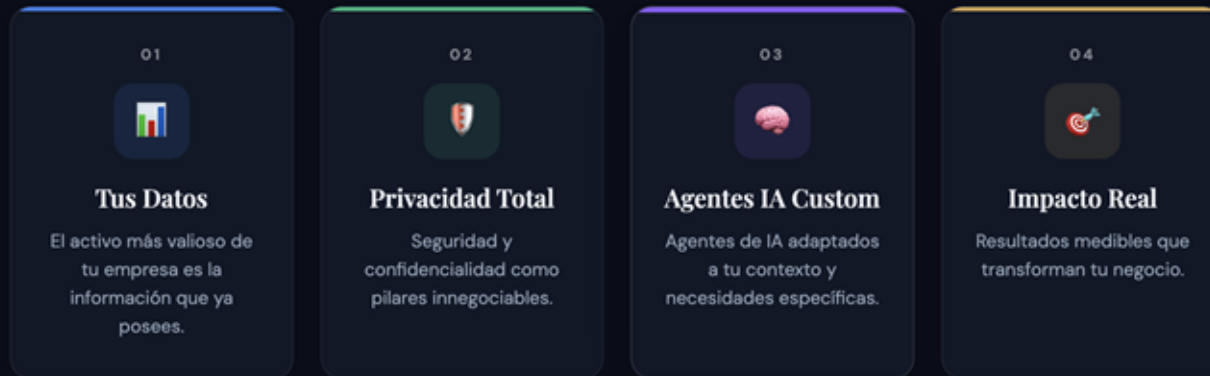 01
Tus Datos
El activo más valioso de
tu empresa es la
información que ya
posees.
02
Privacidad Total
Seguridad y
confidencialidad como
pilares innegociables.
03
Agentes IA Custom
Agentes de IA adaptados
a tu contexto y
necesidades específicas.
04
Impacto Real
Resultados medibles que
transforman tu negocio.